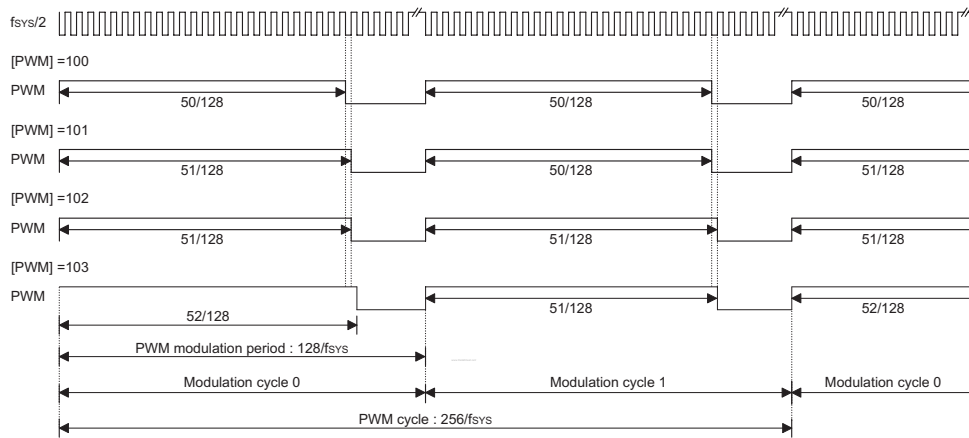 fSYS/2
[PWM] =100
PWM
50/128 50/128 50/128
[PWM] =101
PWM
51/128 50/128 51/128
[PWM] =102
PWM
51/128 51/128 51/128
[PWM] =103
PWM
52/128 51/128 52/128
PWM modulation period : 128/fSYS
Modulation cycle 0 Modulation cycle 1 Modulation cycle 0
PWM cycle : 256/fSYS